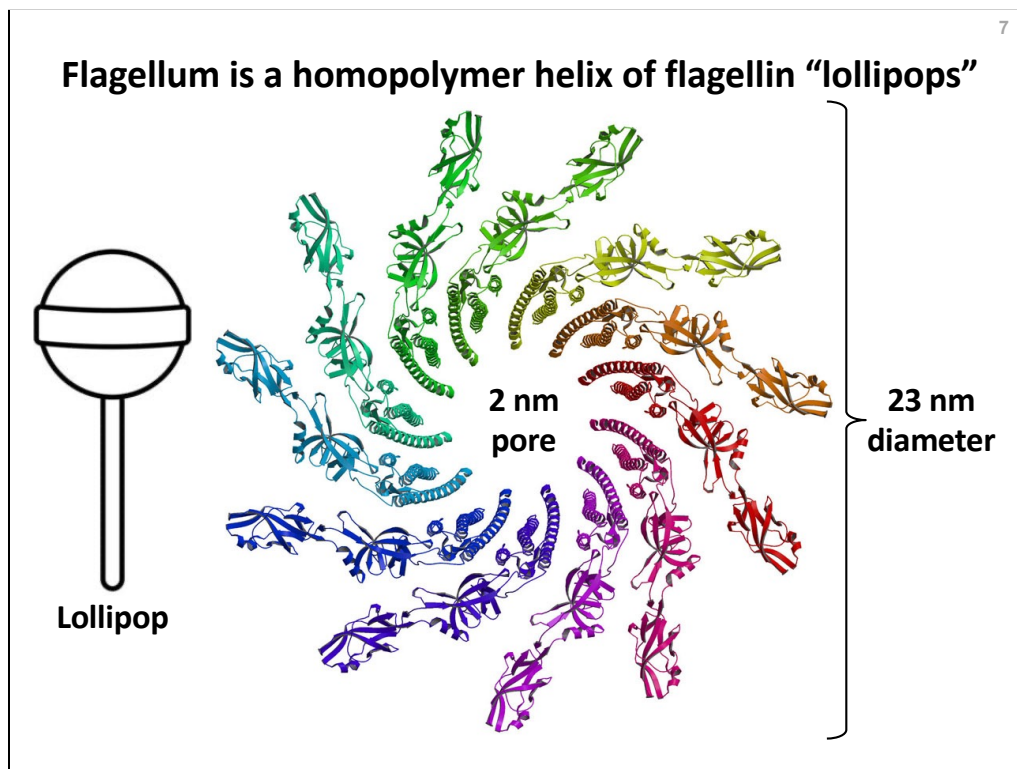 7
Flagellum is a homopolymer helix of flagellin “lollipops”
2 nm
pore
23 nm
diameter
Lollipop